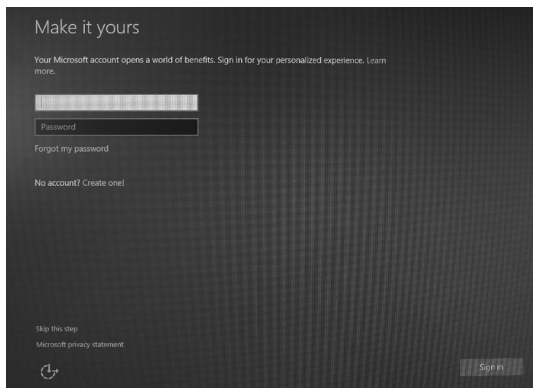 Make it yours
Your Microsoft account opens a world of benefits. Sign in for your personalized experience. Learn
more.
Password
Forgot my password
No account? Create one!
Skip this step
Microsoft privacy statement
Sign in